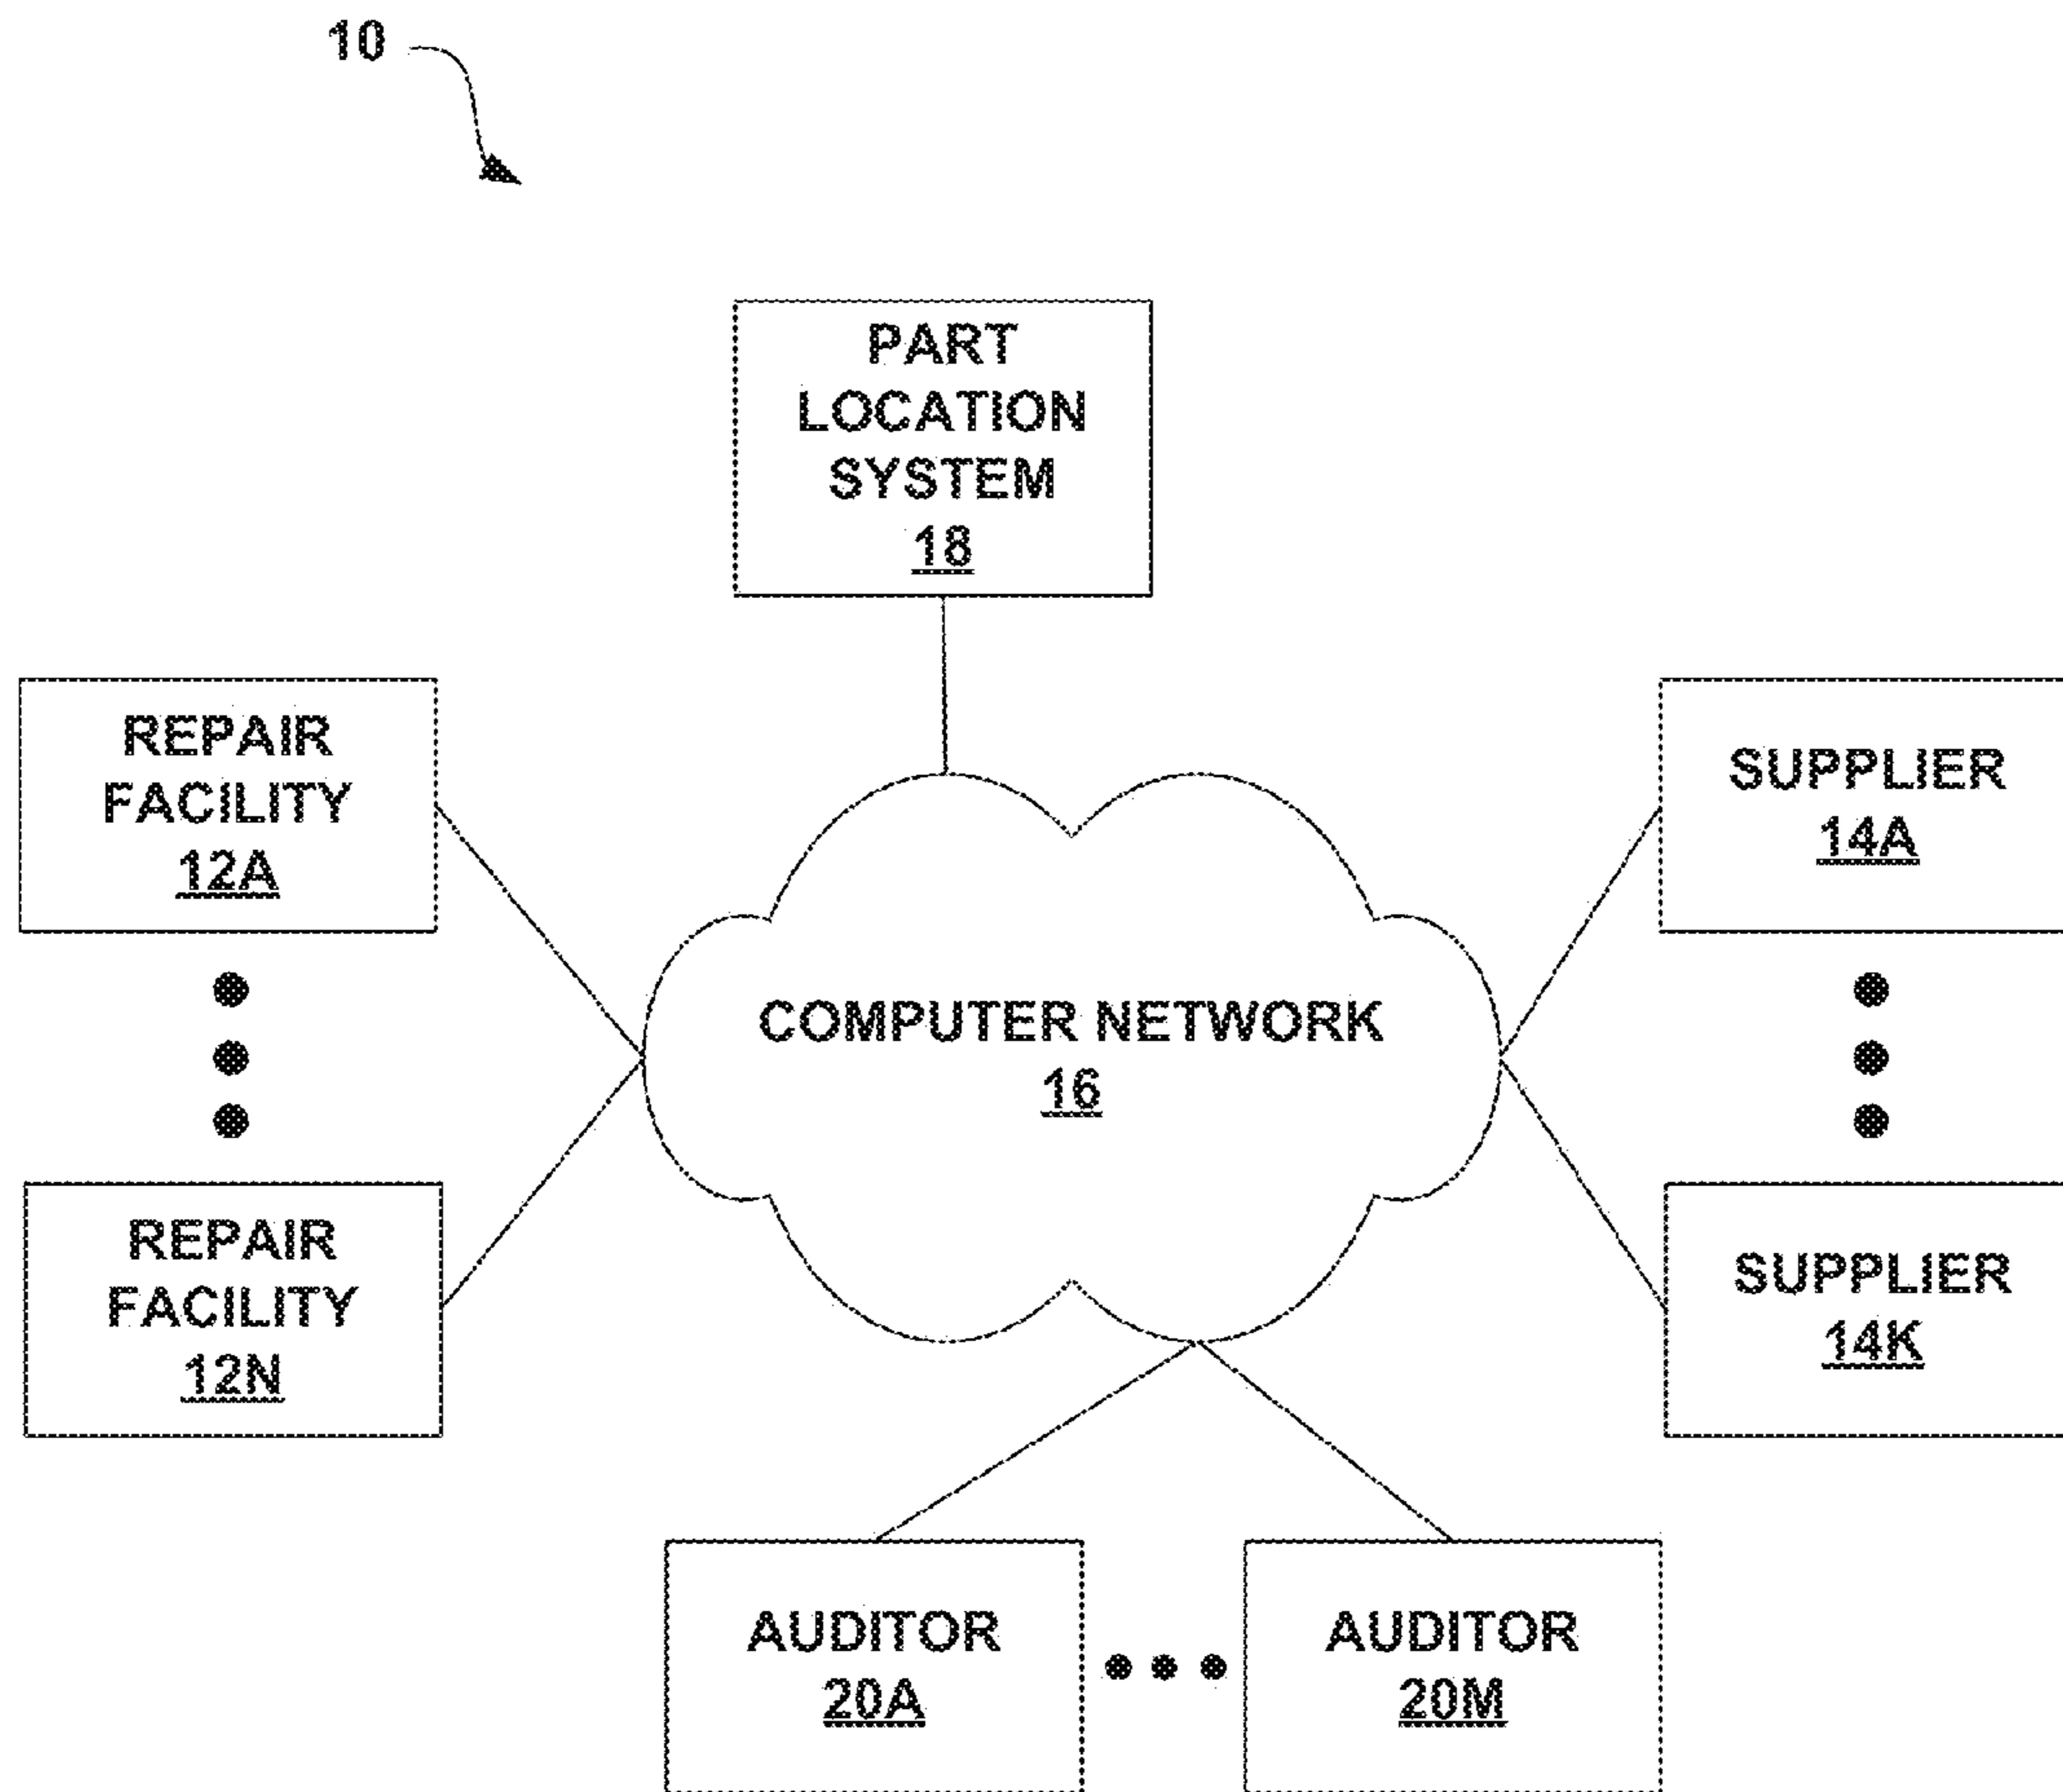 10
PART
LOCATION
SYSTEM
18
REPAIR
FACILITY
12A
SUPPLIER
14A
COMPUTER NETWORK
16
REPAIR
FACILITY
12N
SUPPLIER
14K
AUDITOR
20A
AUDITOR
20M